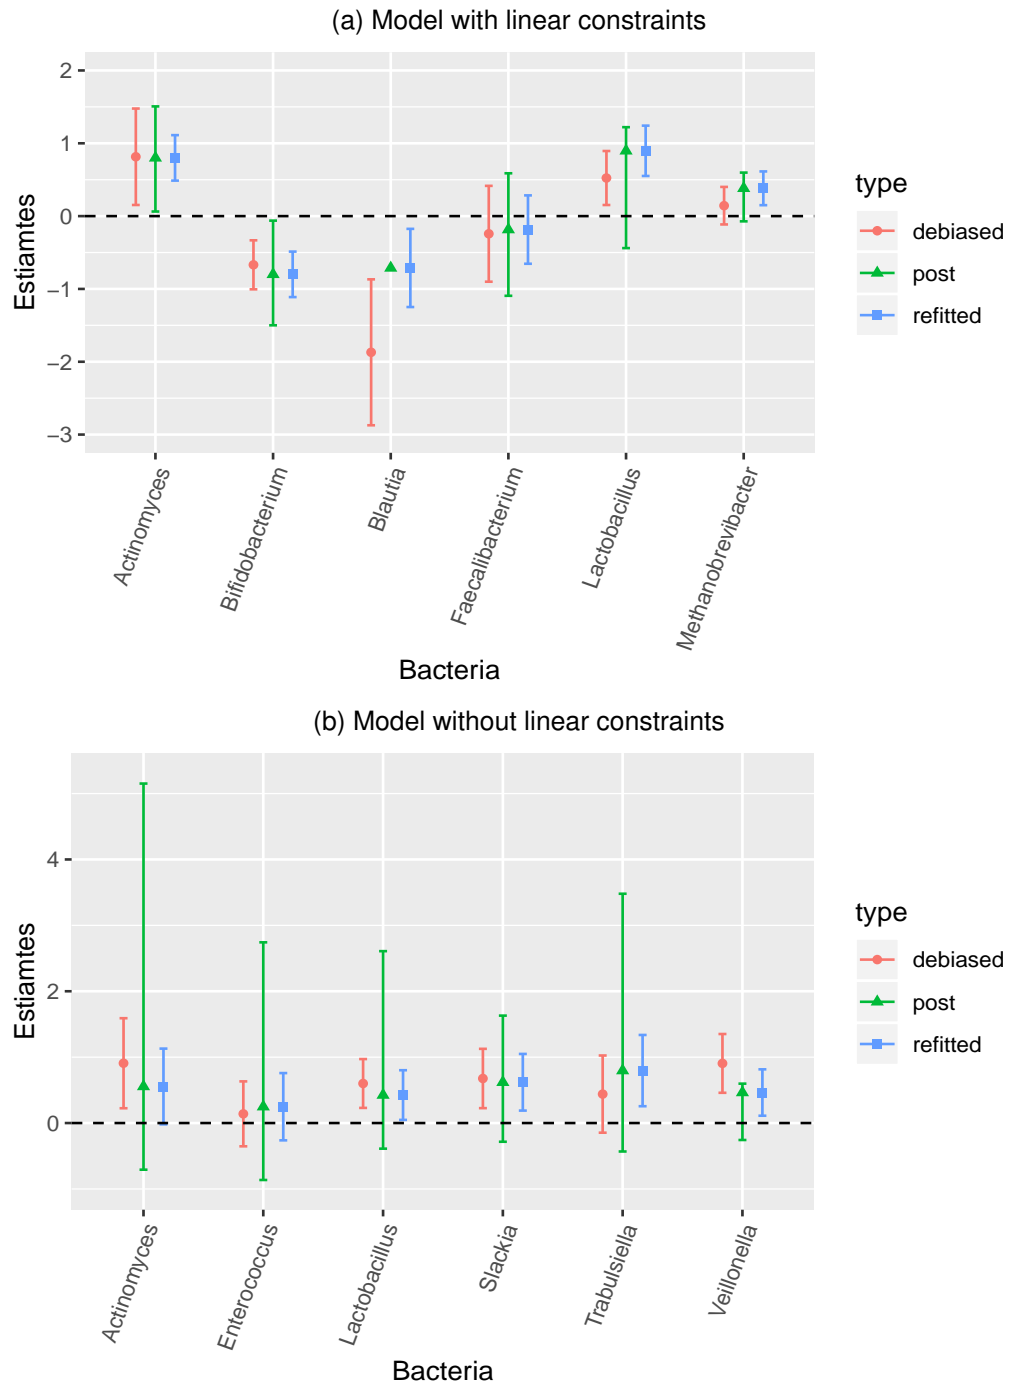 (a) Model with linear constraints
2
1
0
−1
−2
−3
Estiamtes
Actinomyces
Bifidobacterium
Blautia
Faecalibacterium
Lactobacillus
Methanobrevibacter
Bacteria
type
debiased
post
refitted
(b) Model without linear constraints
4
2
0
Estiamtes
Actinomyces
Enterococcus
Lactobacillus
Slackia
Trabulsiella
Veillonella
Bacteria
type
debiased
post
refitted